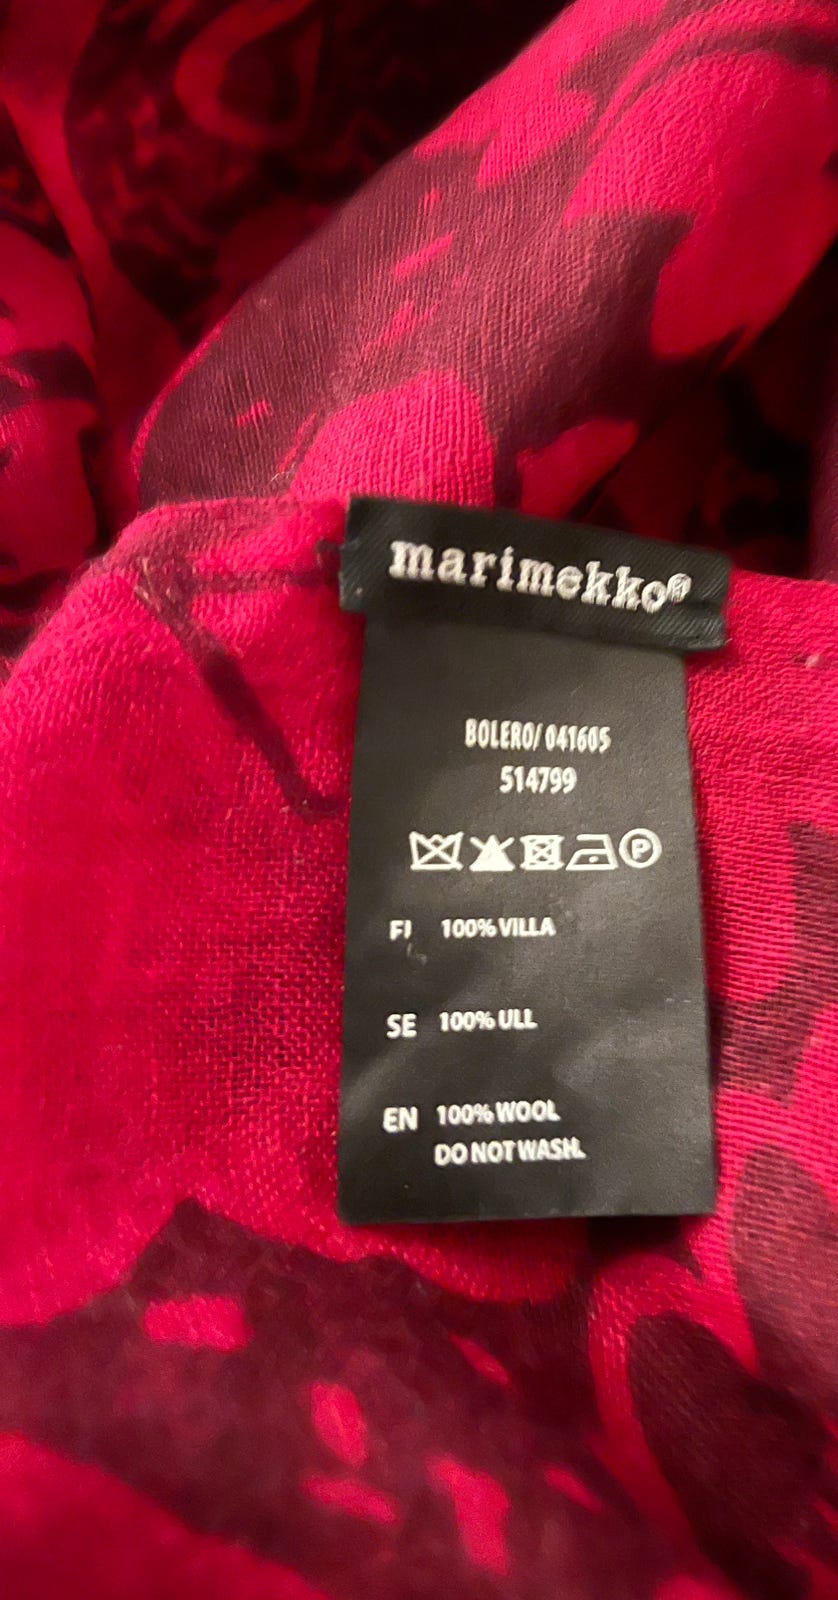 marimekko®
BOLERO/ 041605
514799
P
FI 100% VILLA
SE 100% ULL
EN 100% WOOL
DO NOT WASH.